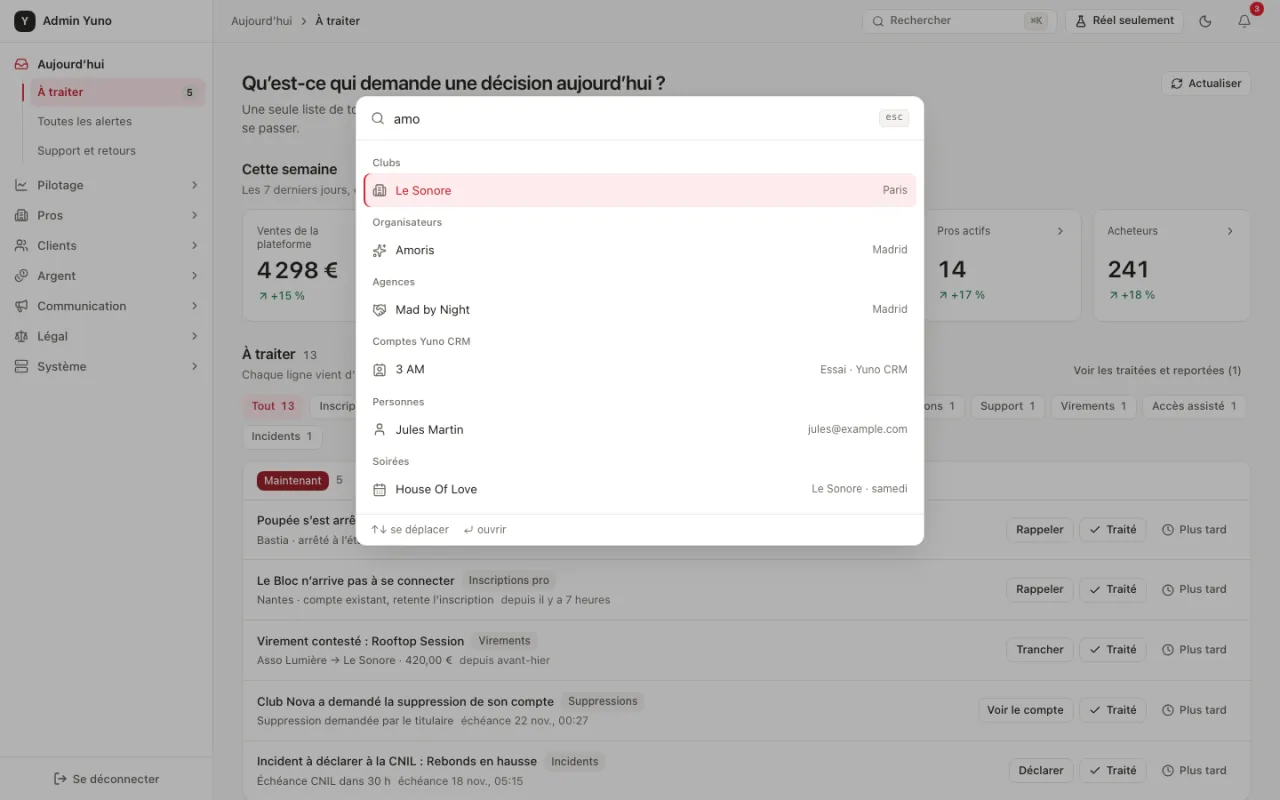 Y Admin Yuno
Aujourd'hui
À traiter 5
Toutes les alertes
Support et retours
Pilotage
Pros
Clients
Argent
Communication
Légal
Système
Se déconnecter
Aujourd'hui > À traiter
Rechercher ⌘K
Réel seulement
3
Qu’est-ce qui demande une décision aujourd’hui ?
Actualiser
Une seule liste de to
se passer.
Cette semaine
Les 7 derniers jours,
Ventes de la
plateforme
4 298 €
+15 %
Pros actifs
14
+17 %
Acheteurs
241
+18 %
À traiter 13
Chaque ligne vient d'
Voir les traitées et reportées (1)
Tout 13
Inscrip
ons 1
Support 1
Virements 1
Accès assisté 1
Incidents 1
Maintenant 5
Poupée s’est arrê
Bastia · arrêté à l’ét
Rappeler
Traité
Plus tard
Le Bloc n’arrive pas à se connecter Inscriptions pro
Nantes · compte existant, retente l’inscription depuis il y a 7 heures
Rappeler
Traité
Plus tard
Virement contesté : Rooftop Session Virements
Asso Lumière → Le Sonore · 420,00 € depuis avant-hier
Trancher
Traité
Plus tard
Club Nova a demandé la suppression de son compte Suppressions
Suppression demandée par le titulaire échéance 22 nov., 00:27
Voir le compte
Traité
Plus tard
Incident à déclarer à la CNIL : Rebonds en hausse Incidents
Échéance CNIL dans 30 h échéance 18 nov., 05:15
Déclarer
Traité
Plus tard
amo esc
Clubs
Le Sonore Paris
Organisateurs
Amoris Madrid
Agences
Mad by Night Madrid
Comptes Yuno CRM
3 AM Essai · Yuno CRM
Personnes
Jules Martin jules@example.com
Soirées
House Of Love Le Sonore · samedi
↑↓ se déplacer ↵ ouvrir